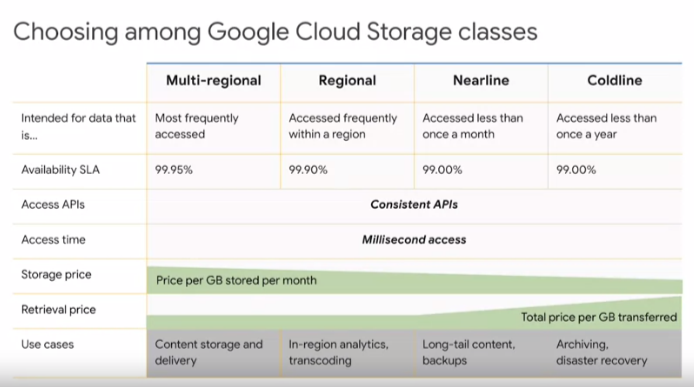 Choosing among Google Cloud Storage classes
Multi-regional Regional Nearline Coldline
Intended for data that
is...
Most frequently
accessed
Accessed frequently
within a region
Accessed less than
once a month
Accessed less than
once a year
Availability SLA 99.95% 99.90% 99.00% 99.00%
Access APIs Consistent APIs
Access time Millisecond access
Storage price Price per GB stored per month
Retrieval price Total price per GB transferred
Use cases
Content storage and
delivery
In-region analytics,
transcoding
Long-tail content,
backups
Archiving,
disaster recovery